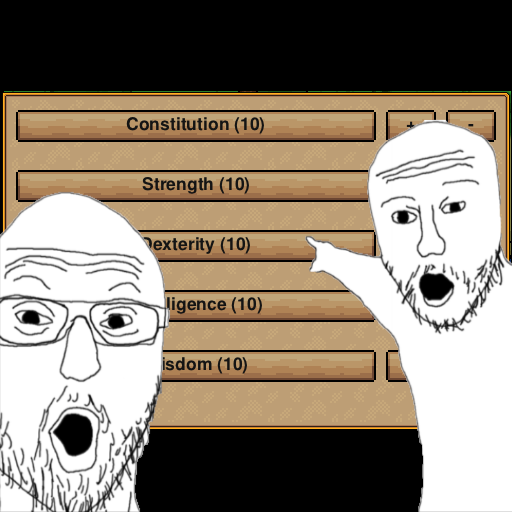 Constitution (10) + -
Strength (10)
Dexterity (10)
ligence (10)
isdom (10)